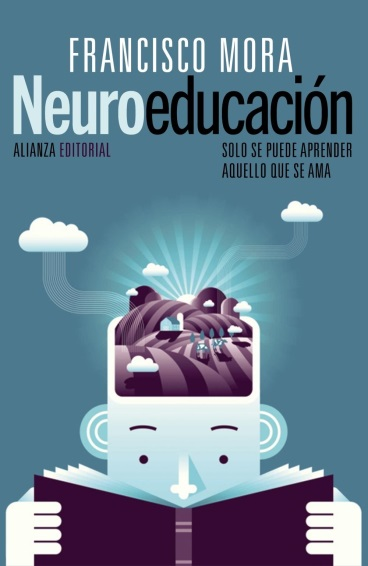 FRANCISCO MORA
Neuroeducación
ALIANZA EDITORIAL
SOLO SE PUEDE APRENDER
AQUELLO QUE SE AMA